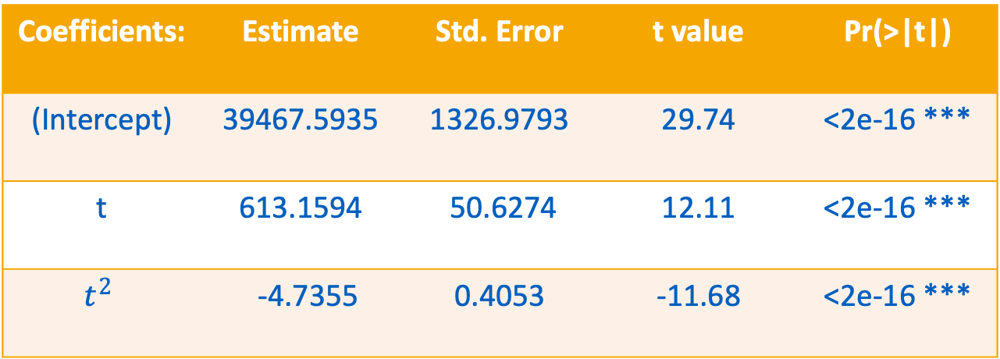 Coefficients: Estimate Std. Error t value Pr(>|t|)
(Intercept) 39467.5935 1326.9793 29.74 <2e-16 ***
t 613.1594 50.6274 12.11 <2e-16 ***
t² -4.7355 0.4053 -11.68 <2e-16 ***